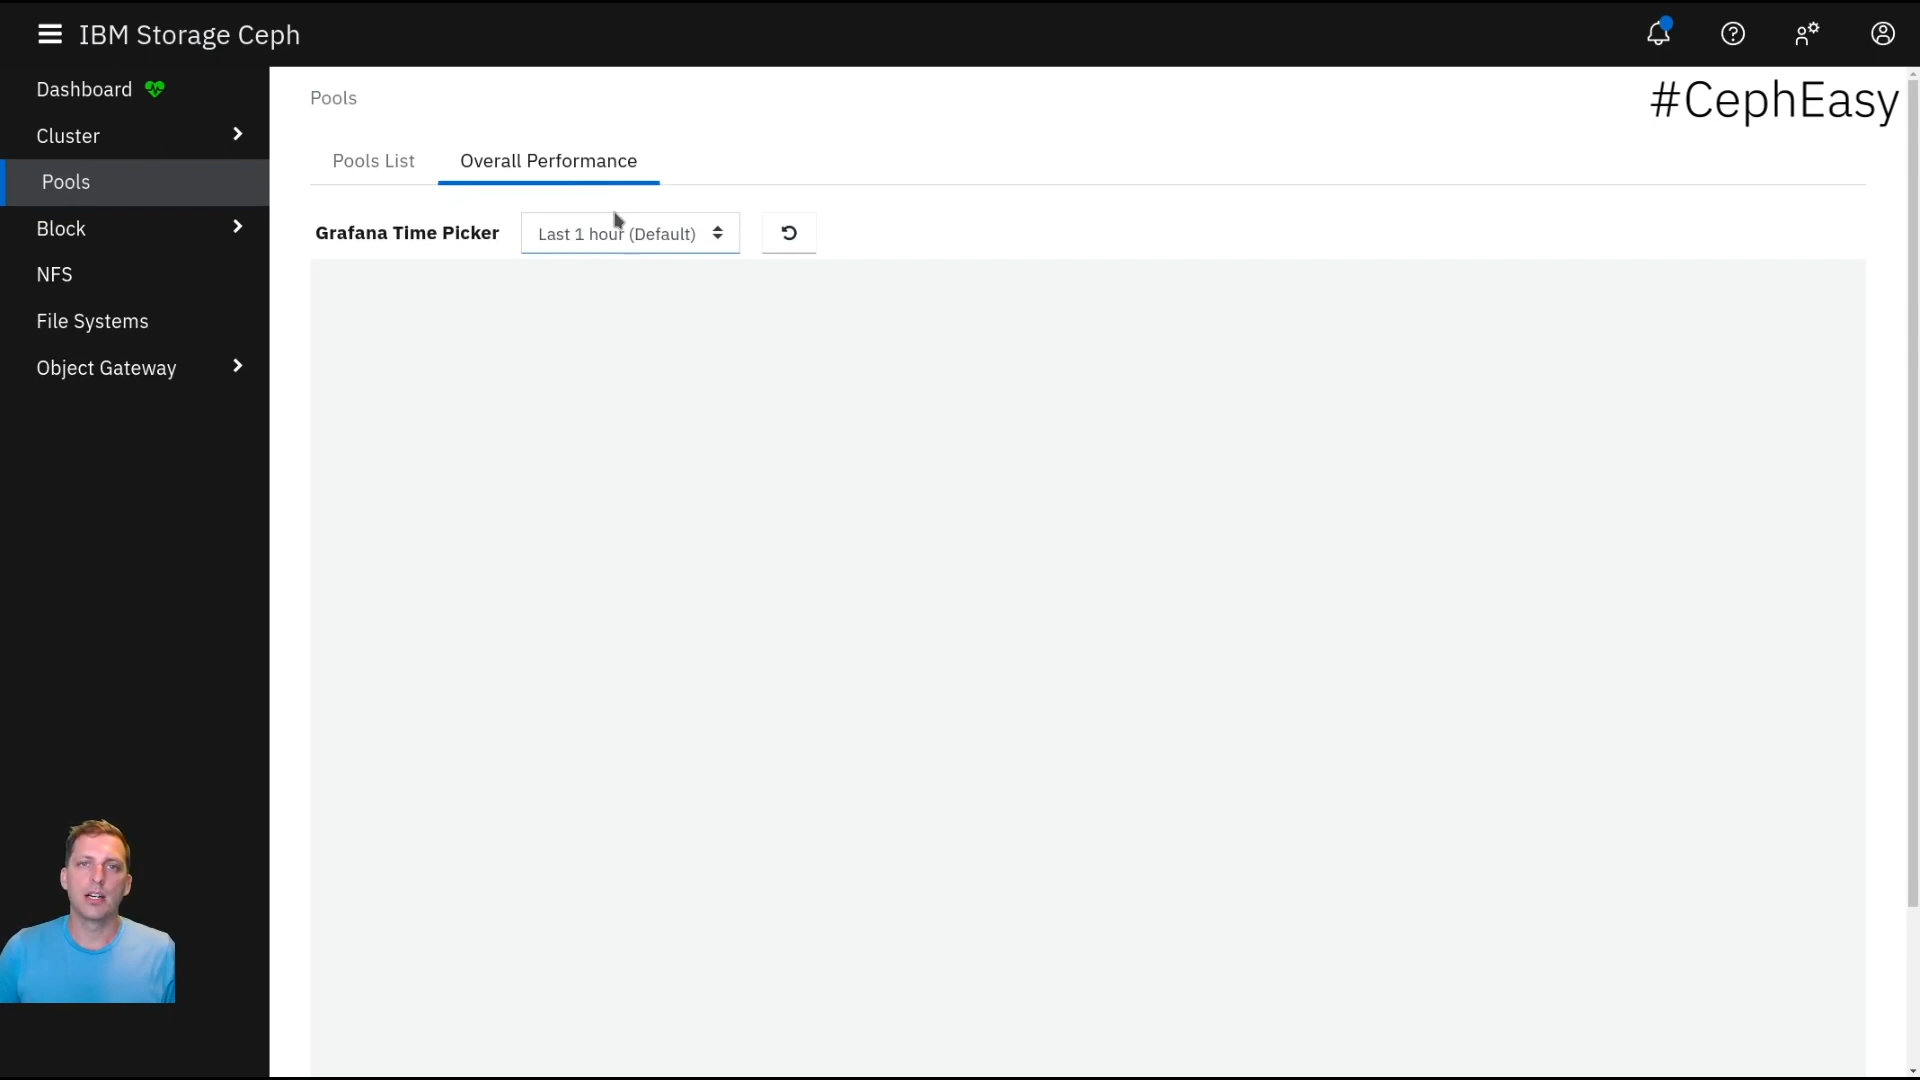 IBM Storage Ceph
#CephEasy
Dashboard
Cluster
Pools
Block
NFS
File Systems
Object Gateway
Pools
Pools List
Overall Performance
Grafana Time Picker
Last 1 hour (Default)